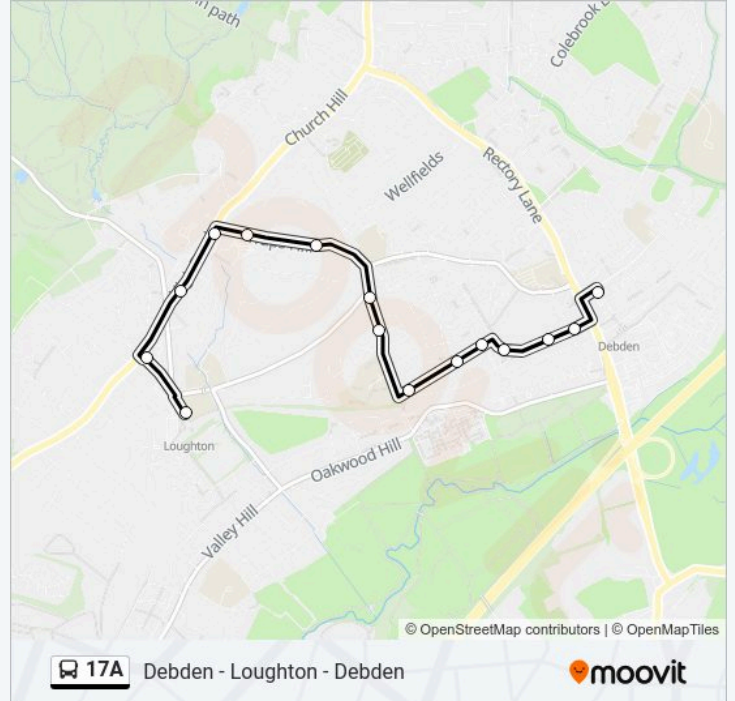 n path
Colebrook
Church Hill
Rectory Lane
Wellfields
Debden
Loughton
Oakwood Hill
Valley Hill
© OpenStreetMap contributors | © OpenMapTiles
17A
Debden - Loughton - Debden
moovit